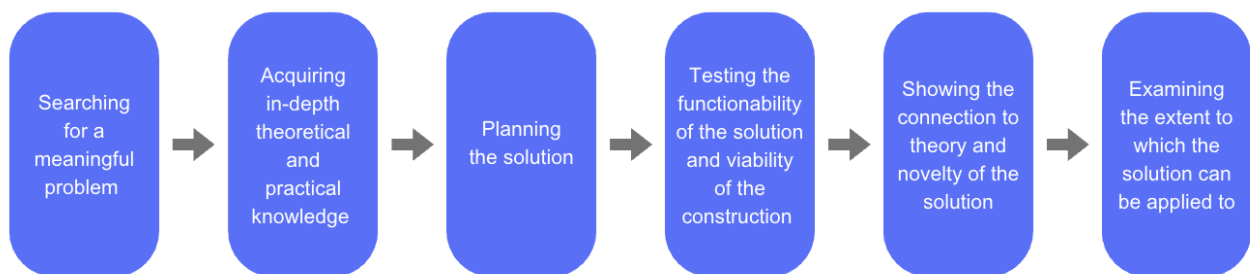 Searching
for a
meaningful
problem
Acquiring
in-depth
theoretical
and
practical
knowledge
Planning
the solution
Testing the
functionability
of the solution
and viability
of the
construction
Showing the
connection to
theory and
novelty of the
solution
Examining
the extent to
which the
solution can
be applied to